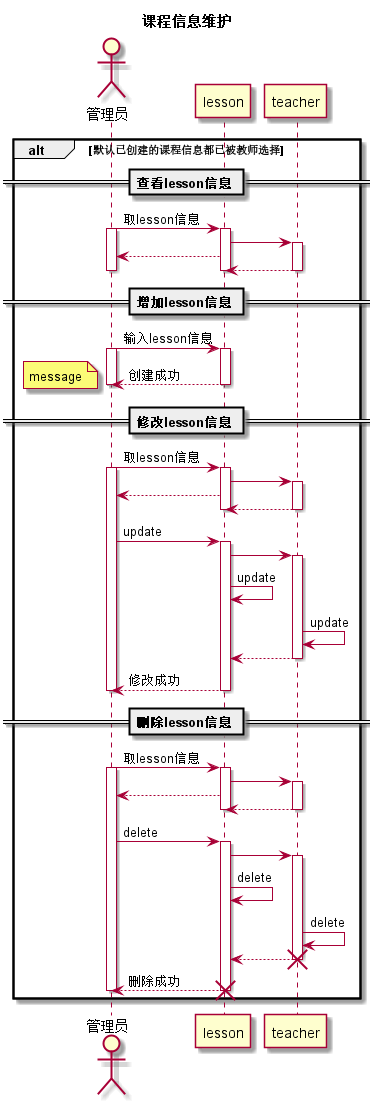 课程信息维护
管理员
lesson
teacher
alt
[默认已创建的课程信息都已被教师选择]
查看lesson信息
取lesson信息
增加lesson信息
输入lesson信息
message
创建成功
修改lesson信息
取lesson信息
update
update
update
修改成功
删除lesson信息
取lesson信息
delete
delete
delete
删除成功
管理员
lesson
teacher